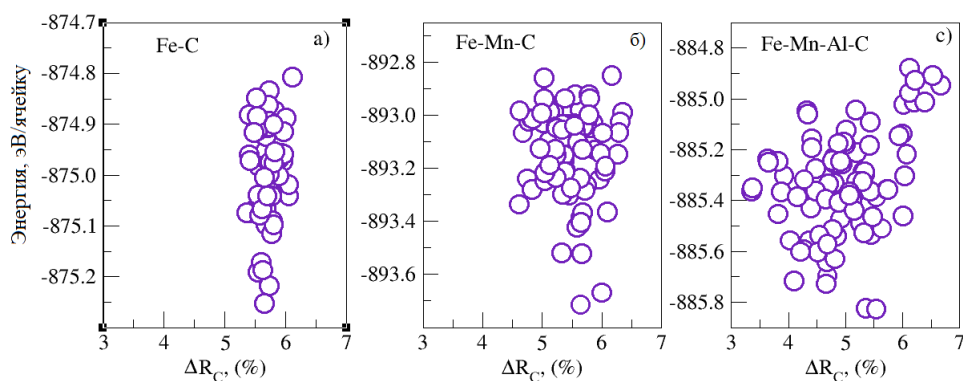 Энергия, эВ/ячейку
-874.7
-874.8
-874.9
-875.0
-875.1
-875.2
Fe-C
а)
3 4 5 6 7
ΔR_C, (%)
-892.8
-893.0
-893.2
-893.4
-893.6
Fe-Mn-C
б)
3 4 5 6 7
ΔR_C, (%)
-884.8
-885.0
-885.2
-885.4
-885.6
-885.8
Fe-Mn-Al-C
с)
3 4 5 6 7
ΔR_C, (%)